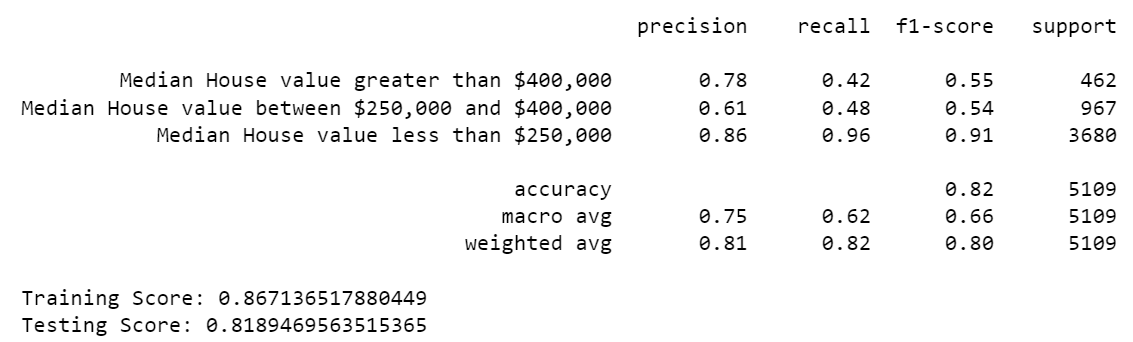 precision recall f1-score support
Median House value greater than $400,000 0.78 0.42 0.55 462
Median House value between $250,000 and $400,000 0.61 0.48 0.54 967
Median House value less than $250,000 0.86 0.96 0.91 3680
accuracy 0.82 5109
macro avg 0.75 0.62 0.66 5109
weighted avg 0.81 0.82 0.80 5109
Training Score: 0.867136517880449
Testing Score: 0.8189469563515365